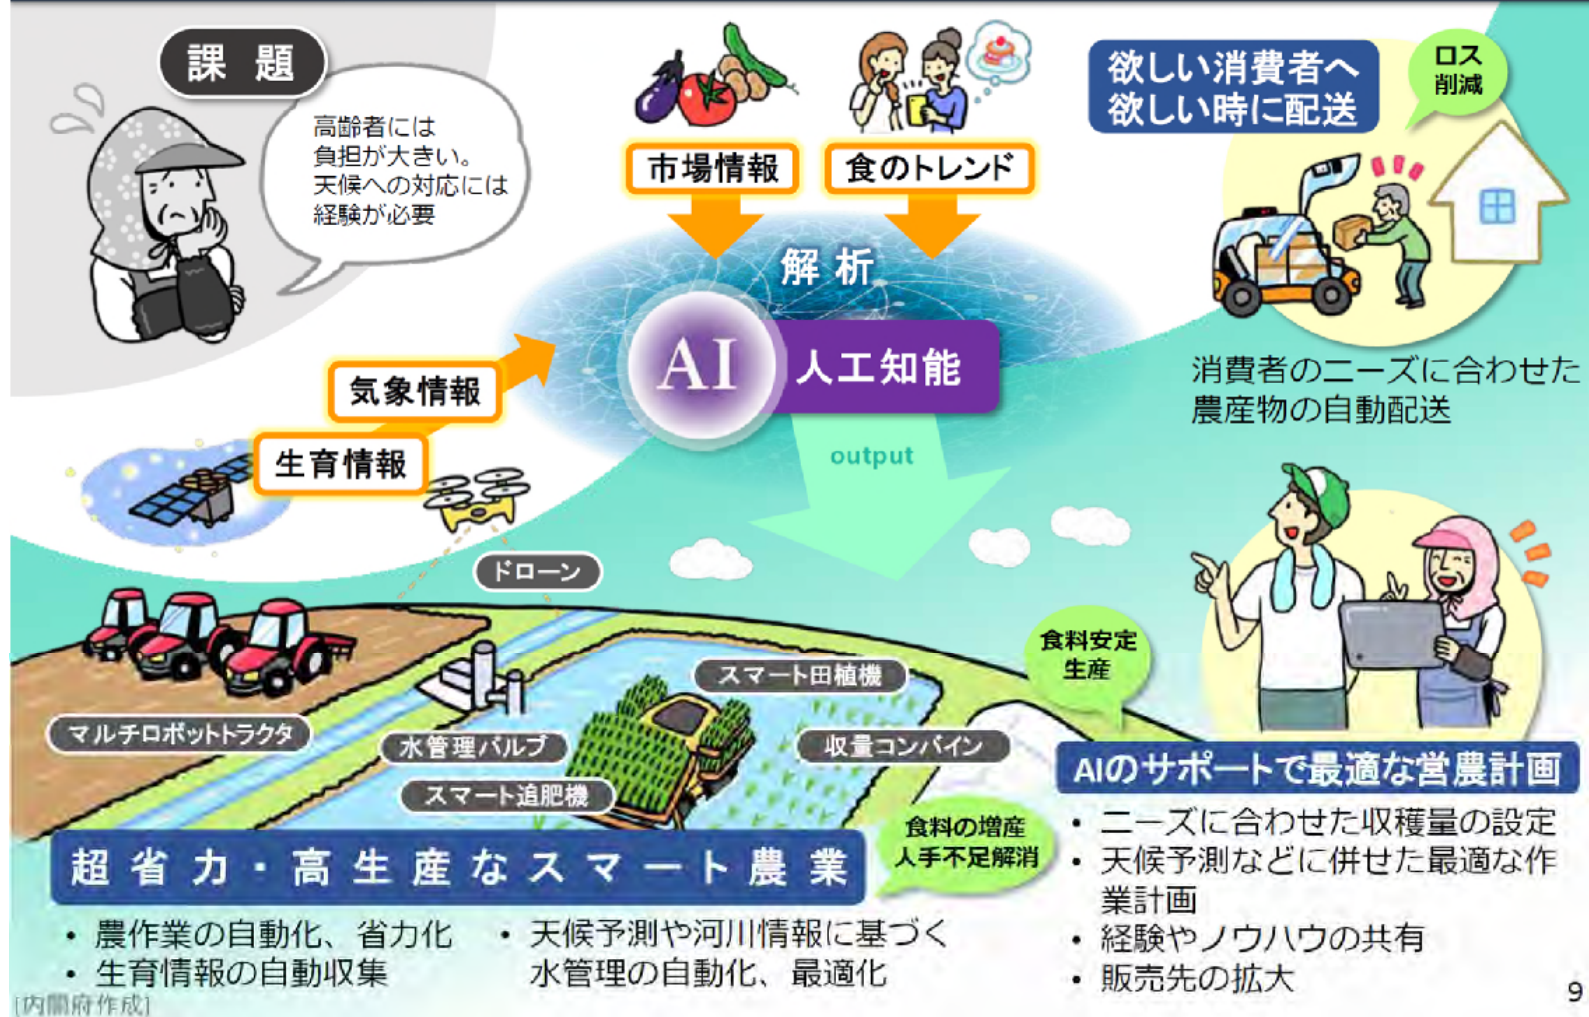 課 題
高齢者には
負担が大きい。
天候への対応には
経験が必要
市場情報
食のトレンド
欲しい消費者へ
欲しい時に配送
ロス
削減
解 析
AI
人工知能
気象情報
生育情報
output
消費者のニーズに合わせた
農産物の自動配送
ドローン
マルチロボットトラクタ
水管理バルブ
スマート追肥機
スマート田植機
収量コンバイン
食料安定
生産
AIのサポートで最適な営農計画
・ ニーズに合わせた収穫量の設定
・ 天候予測などに併せた最適な作
業計画
・ 経験やノウハウの共有
・ 販売先の拡大
食料の増産
人手不足解消
超省力・高生産なスマート農業
・ 農作業の自動化、省力化
・ 生育情報の自動収集
・ 天候予測や河川情報に基づく
水管理の自動化、最適化
[内閣府作成]
9